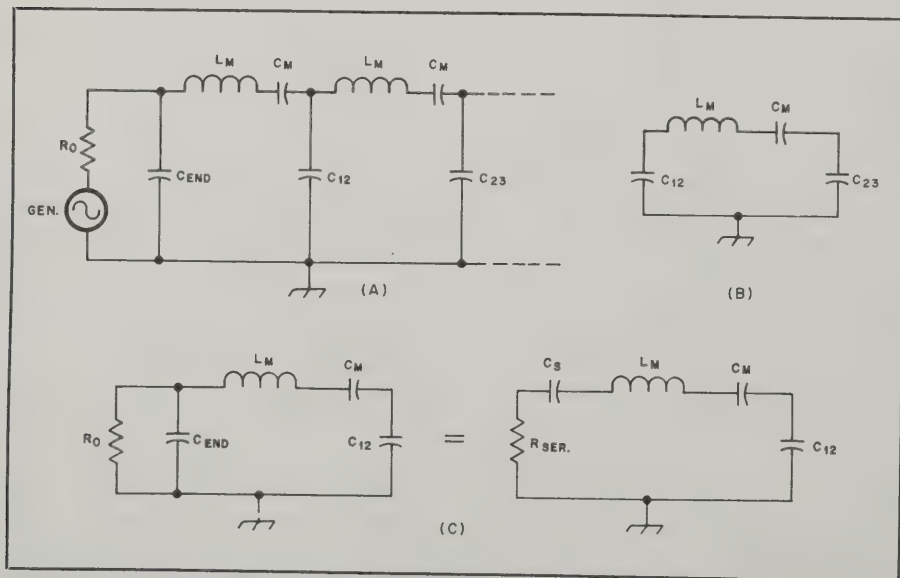 LM CM LM CM
RO CEND C12 C23
GEN.
(A)
LM CM
C12 C23
(B)
LM CM
RO CEND C12
=
CS LM CM
RSER. C12
(C)